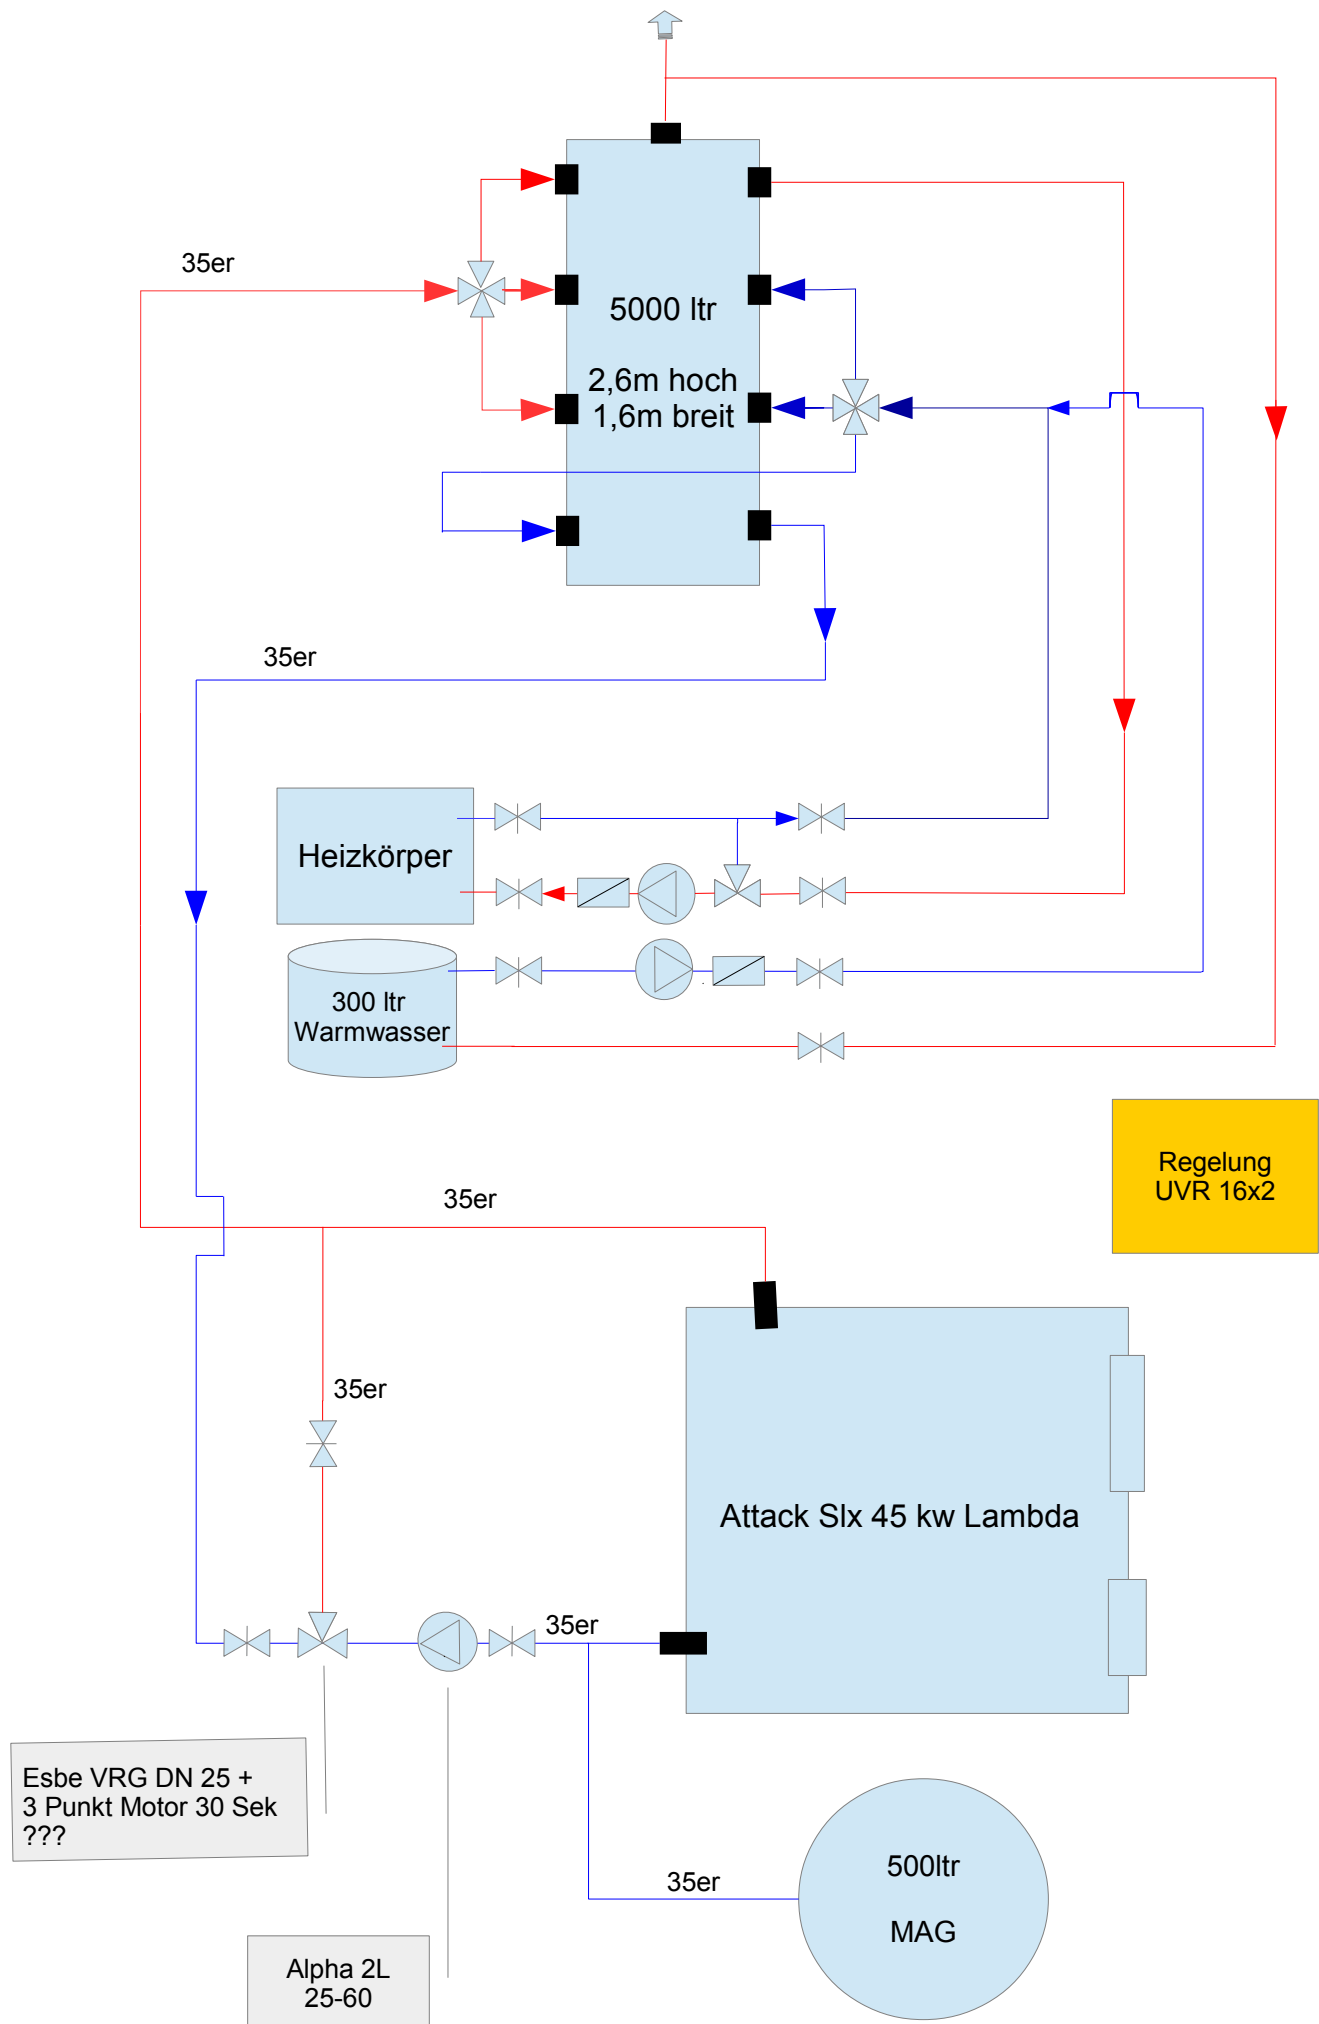 35er
5000 ltr
2,6m hoch
1,6m breit
35er
Heizkörper
300 ltr
Warmwasser
Regelung
UVR 16x2
35er
35er
Attack Slx 45 kw Lambda
35er
Esbe VRG DN 25 +
3 Punkt Motor 30 Sek
???
500ltr
35er
MAG
Alpha 2L
25-60